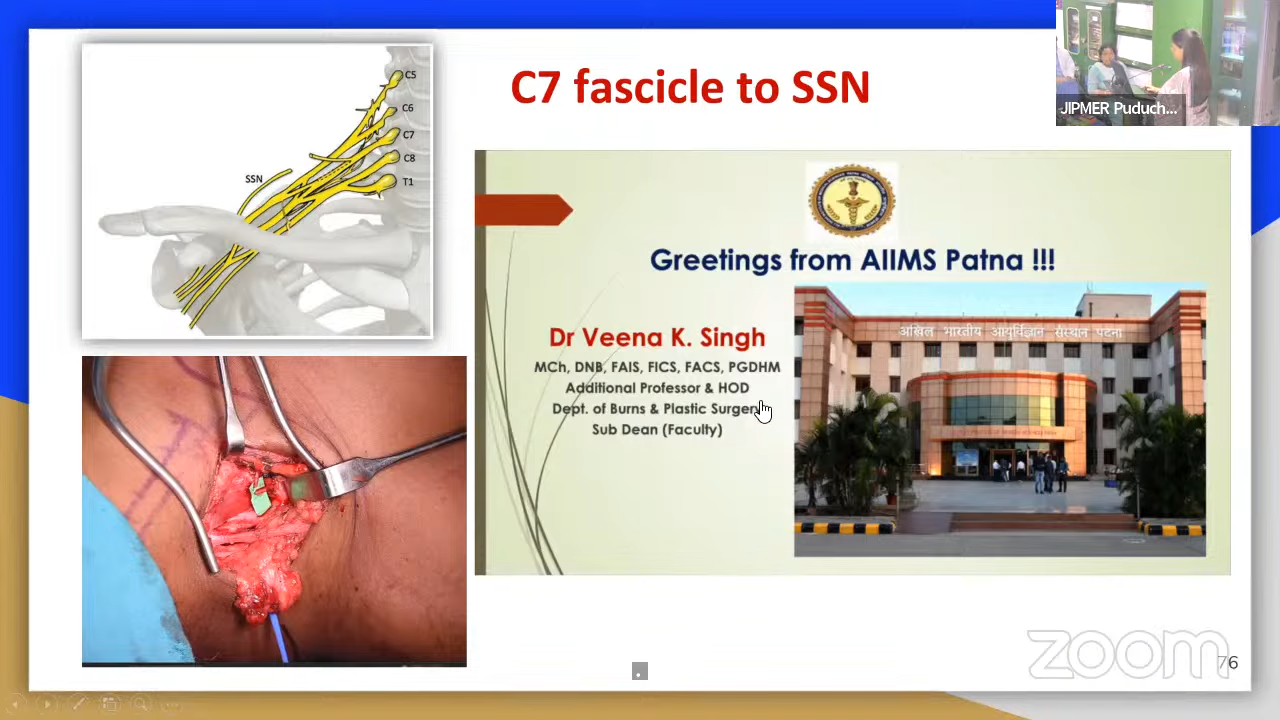 C7 fascicle to SSN
JIPMER Puduch...
C5
C6
C7
C8
T1
SSN
Greetings from AIIMS Patna !!!
Dr Veena K. Singh
MCh, DNB, FAIS, FICS, FACS, PGDHM
Additional Professor & HOD
Dept. of Burns & Plastic Surgery
Sub Dean (Faculty)
अखिल भारतीय आयुर्विज्ञान संस्थान पटना
zoom
76